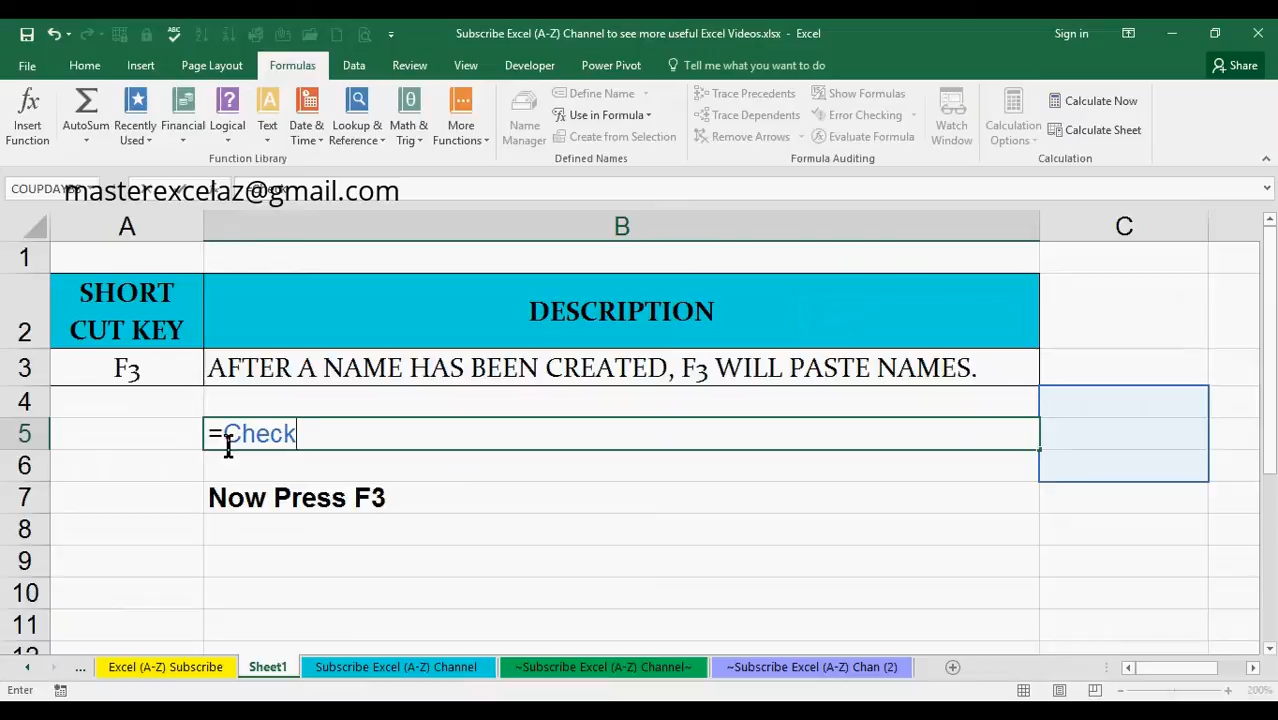 Subscribe Excel (A-Z) Channel to see more useful Excel Videos.xlsx - Excel
Sign in
File
Home
Insert
Page Layout
Formulas
Data
Review
View
Developer
Power Pivot
Tell me what you want to do
Share
Insert Function
AutoSum
Recently Used
Financial
Logical
Text
Date & Time
Lookup & Reference
Math & Trig
More Functions
Function Library
Name Manager
Define Name
Use in Formula
Create from Selection
Defined Names
Trace Precedents
Trace Dependents
Remove Arrows
Show Formulas
Error Checking
Evaluate Formula
Formula Auditing
Watch Window
Calculation Options
Calculate Now
Calculate Sheet
Calculation
masterexcelaz@gmail.com
A B C
1
2 SHORT CUT KEY DESCRIPTION
3 F3 AFTER A NAME HAS BEEN CREATED, F3 WILL PASTE NAMES.
4
5 =Check
6
7 Now Press F3
8
9
10
11
12
... Excel (A-Z) Subscribe Sheet1 Subscribe Excel (A-Z) Channel ~Subscribe Excel (A-Z) Channel~ ~Subscribe Excel (A-Z) Chan (2)
Enter
200%